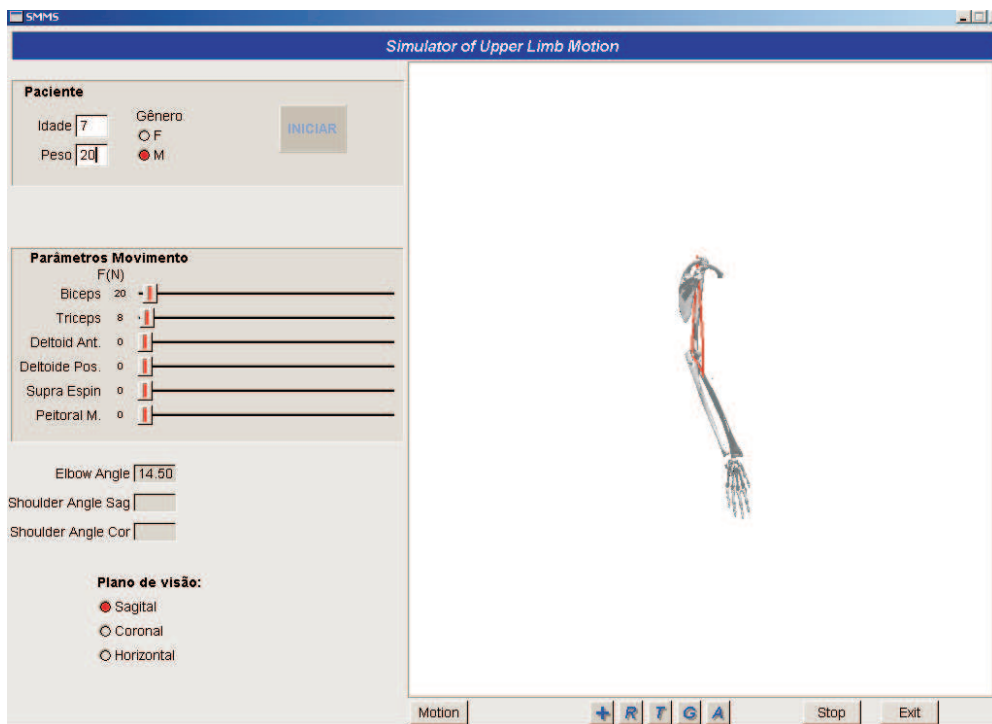 SMMS
Simulator of Upper Limb Motion
Paciente
Idade 7
Peso 20
Gênero
F
M
INICIAR
Parâmetros Movimento
F(N)
Biceps 20
Triceps 8
Deltoid Ant. 0
Deltoide Pos. 0
Supra Espin 0
Peitoral M. 0
Elbow Angle 14.50
Shoulder Angle Sag
Shoulder Angle Cor
Plano de visão:
Sagital
Coronal
Horizontal
Motion + R T G A Stop Exit